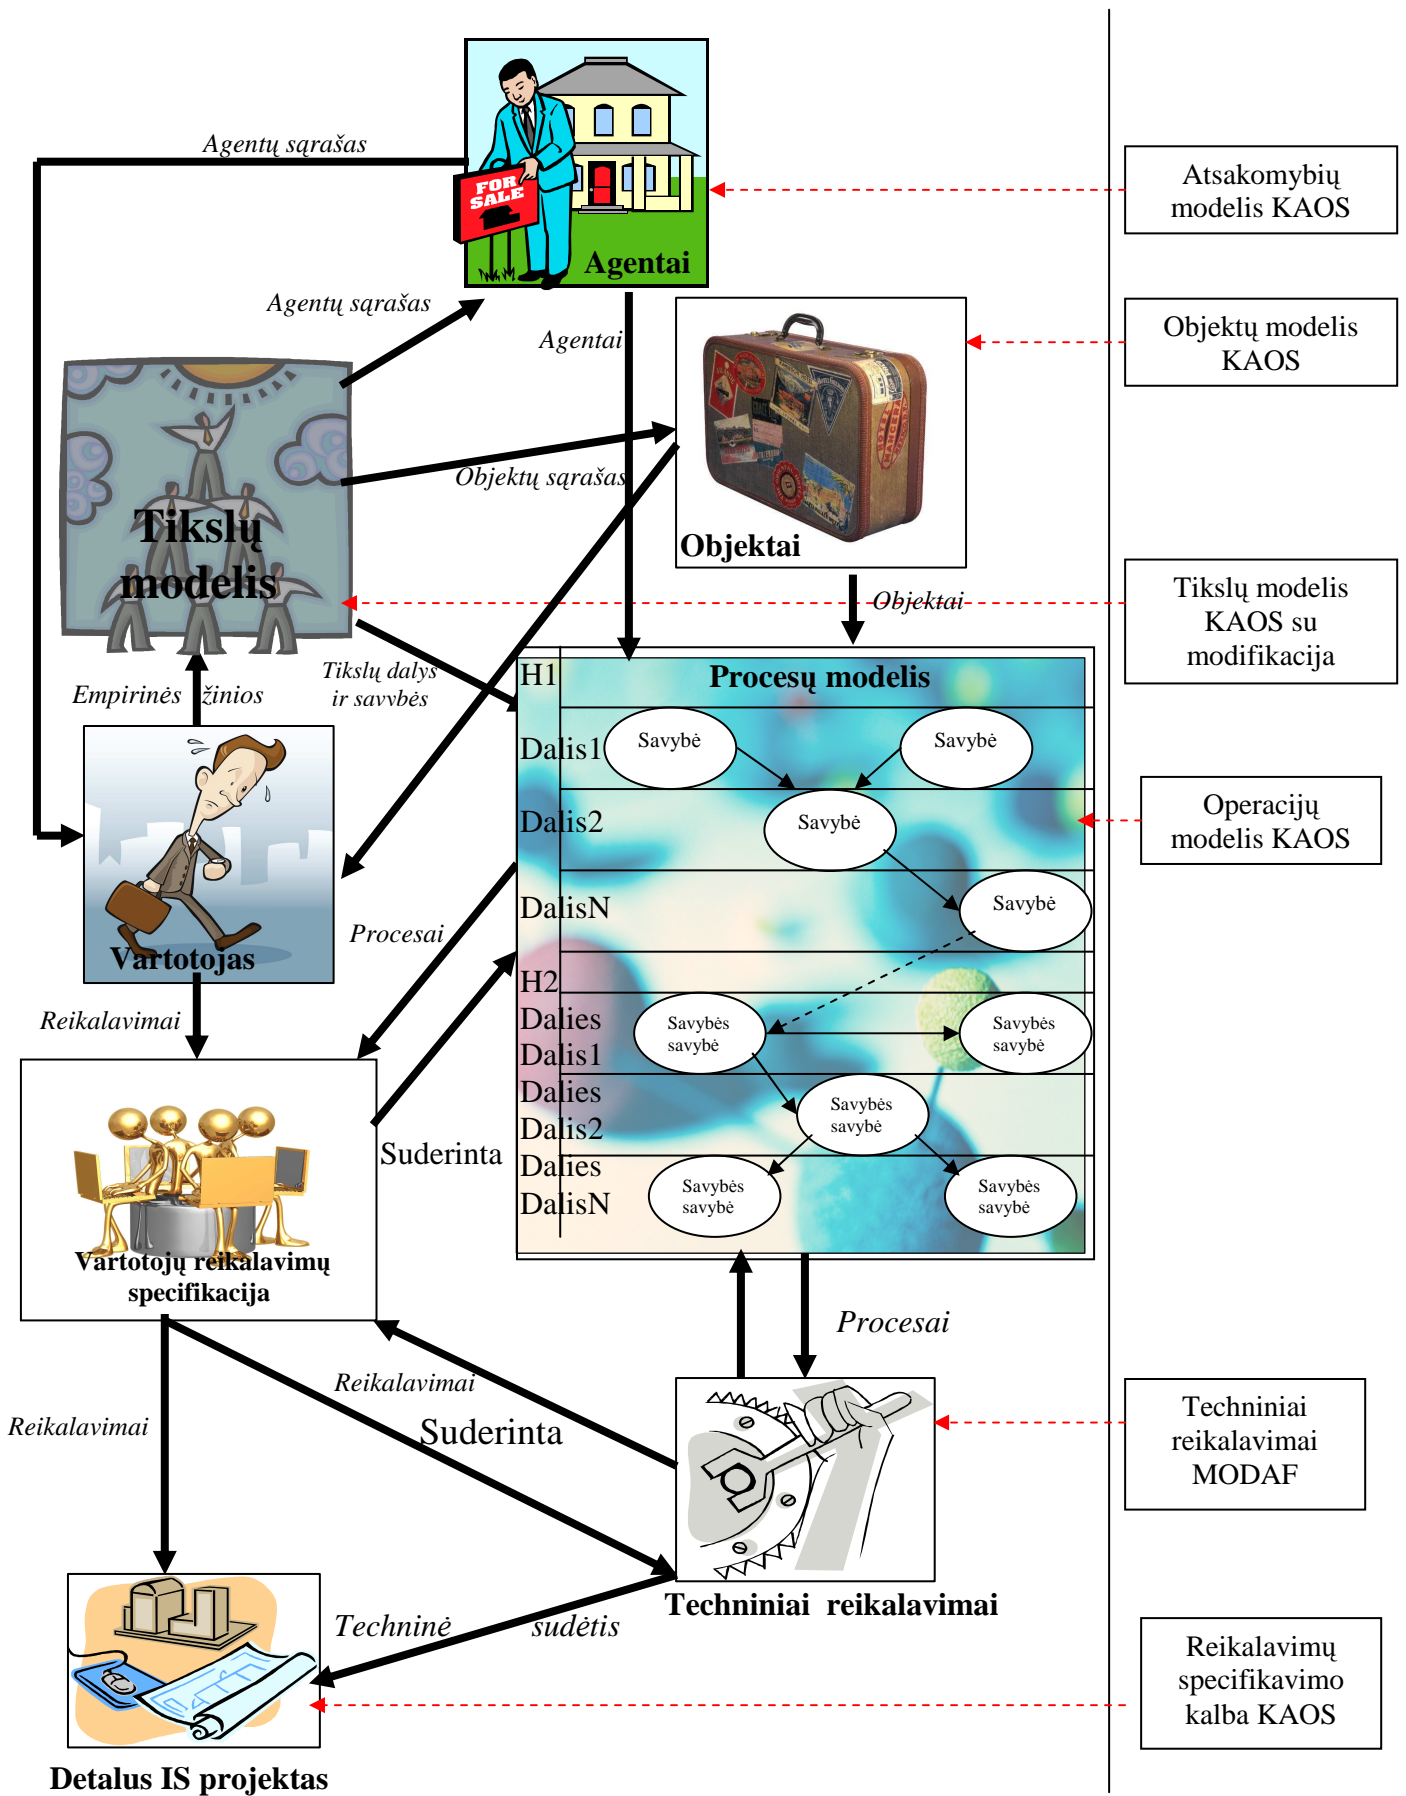 Agentų sąrašas
FOR
SALE
Agentai
Atsakomybių
modelis KAOS
Agentų sąrašas
Agentai
Objektų modelis
KAOS
Objektų sąrašas
Objektai
Tikslų
modelis
Objektai
Tikslų modelis
KAOS su
modifikacija
Empirinės žinios
Tikslų dalys
ir savybės
H1
Procesų modelis
Dalis1
Savybė
Savybė
Dalis2
Savybė
Operacijų
modelis KAOS
DalisN
Savybė
Procesai
Vartotojas
Reikalavimai
H2
Dalies
Dalis1
Savybės
savybė
Savybės
savybė
Dalies
Dalis2
Savybės
savybė
Suderinta
Dalies
DalisN
Savybės
savybė
Savybės
savybė
Vartotojų reikalavimų
specifikacija
Procesai
Reikalavimai
Reikalavimai
Suderinta
Techniniai
reikalavimai
MODAF
Techniniai reikalavimai
Techninė sudėtis
Reikalavimų
specifikavimo
kalba KAOS
Detalus IS projektas